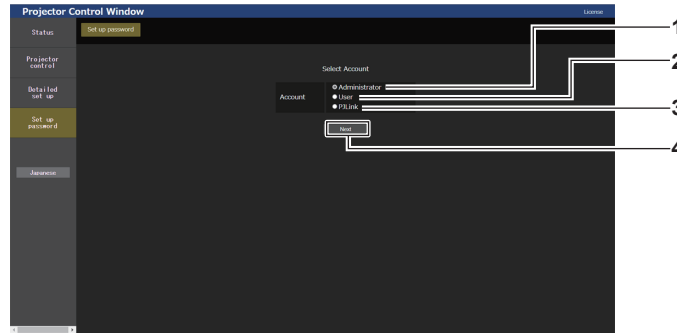 Projector Control Window
License
Status
Set up password
1
Projector
control
Select Account
2
Administrator
Detailed
set up
Account
User
PJLink
3
Set up
password
Next
4
Japanese